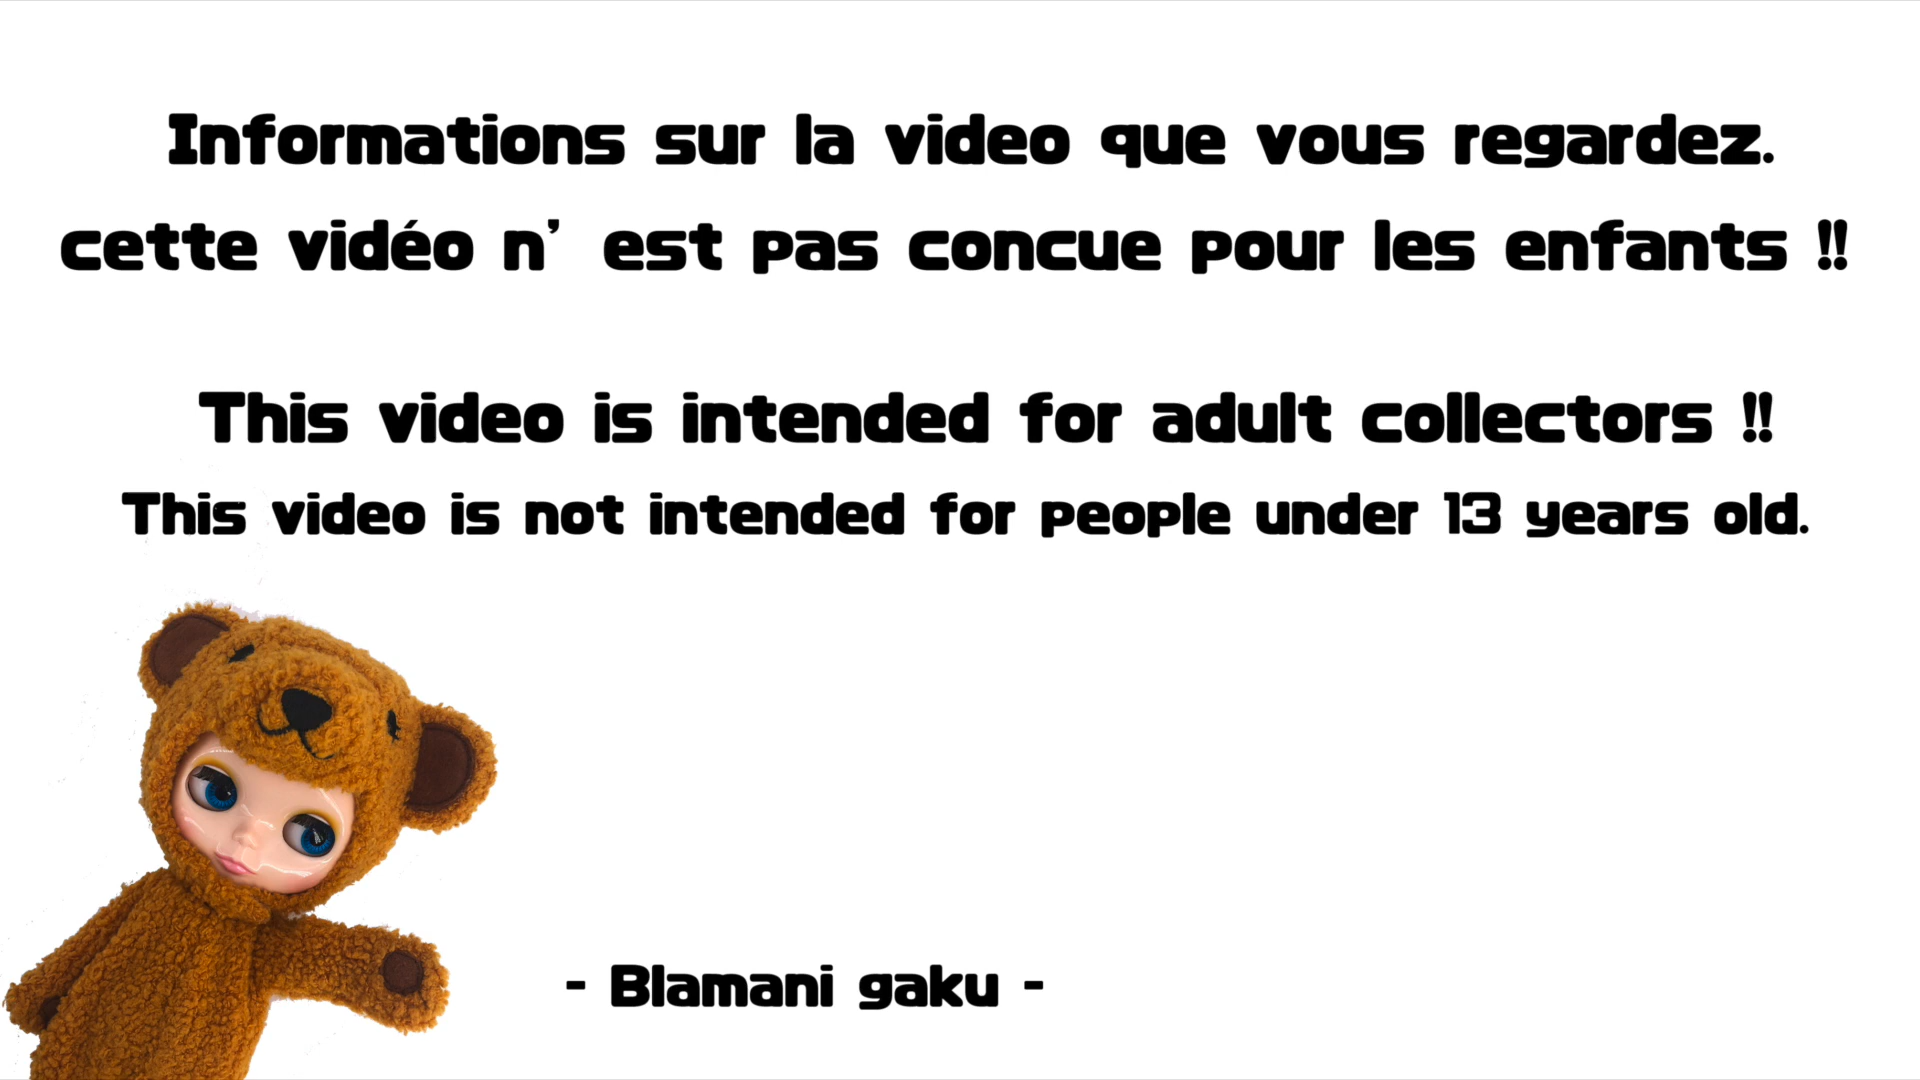 Informations sur la video que vous regardez.
cette vidéo n' est pas concue pour les enfants !!
This video is intended for adult collectors !!
This video is not intended for people under 13 years old.
- Blamani gaku -